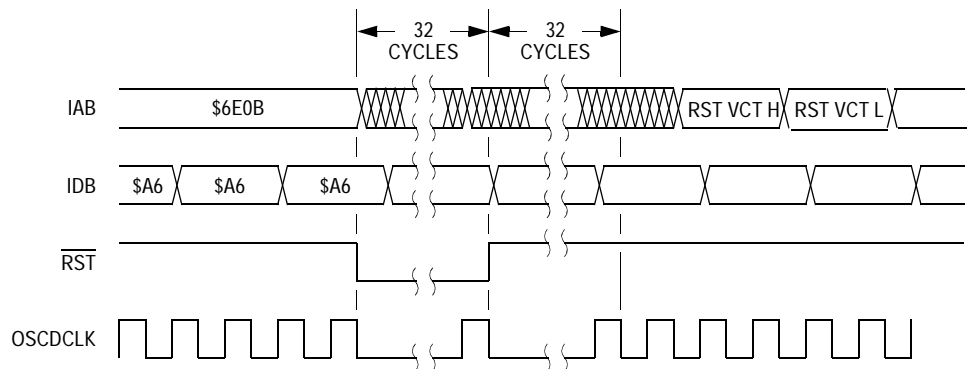 32 CYCLES
32 CYCLES
IAB
$6E0B
RST VCT H
RST VCT L
IDB
$A6
$A6
$A6
RST
OSCDCLK